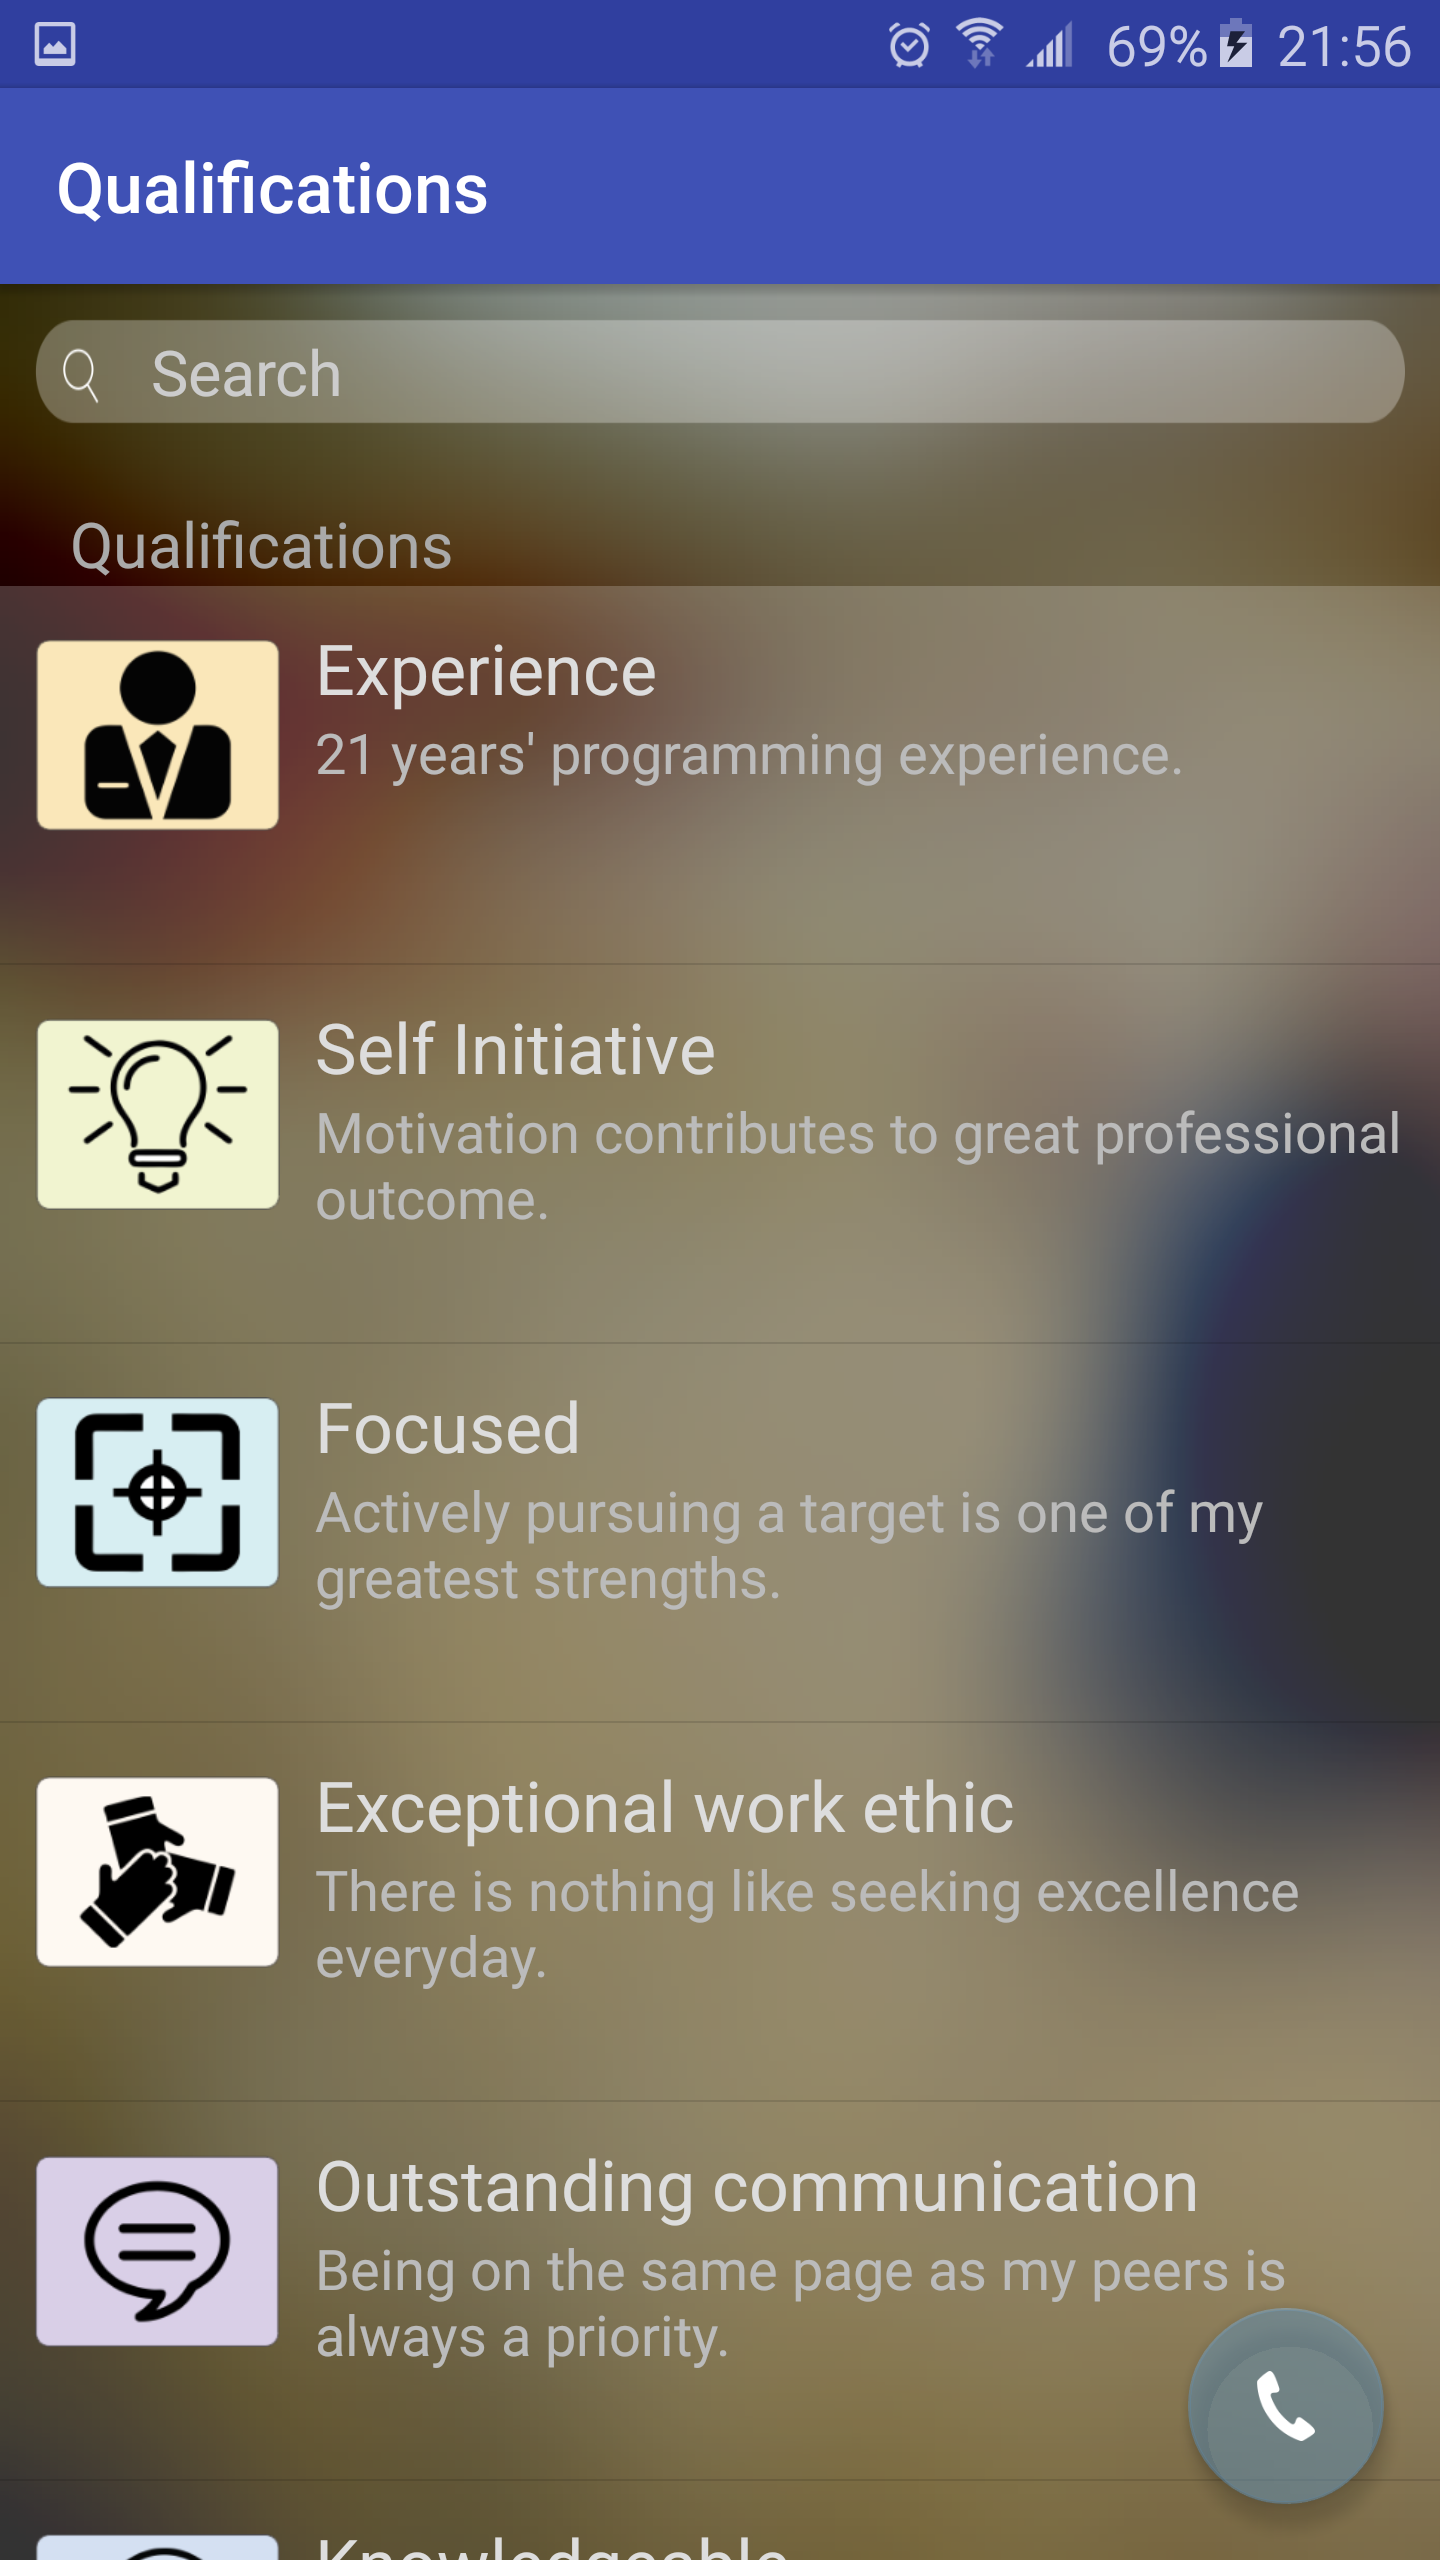 69% 21:56
Qualifications
Search
Qualifications
Experience
21 years' programming experience.
Self Initiative
Motivation contributes to great professional
outcome.
Focused
Actively pursuing a target is one of my
greatest strengths.
Exceptional work ethic
There is nothing like seeking excellence
everyday.
Outstanding communication
Being on the same page as my peers is
always a priority.
Knowledgeable